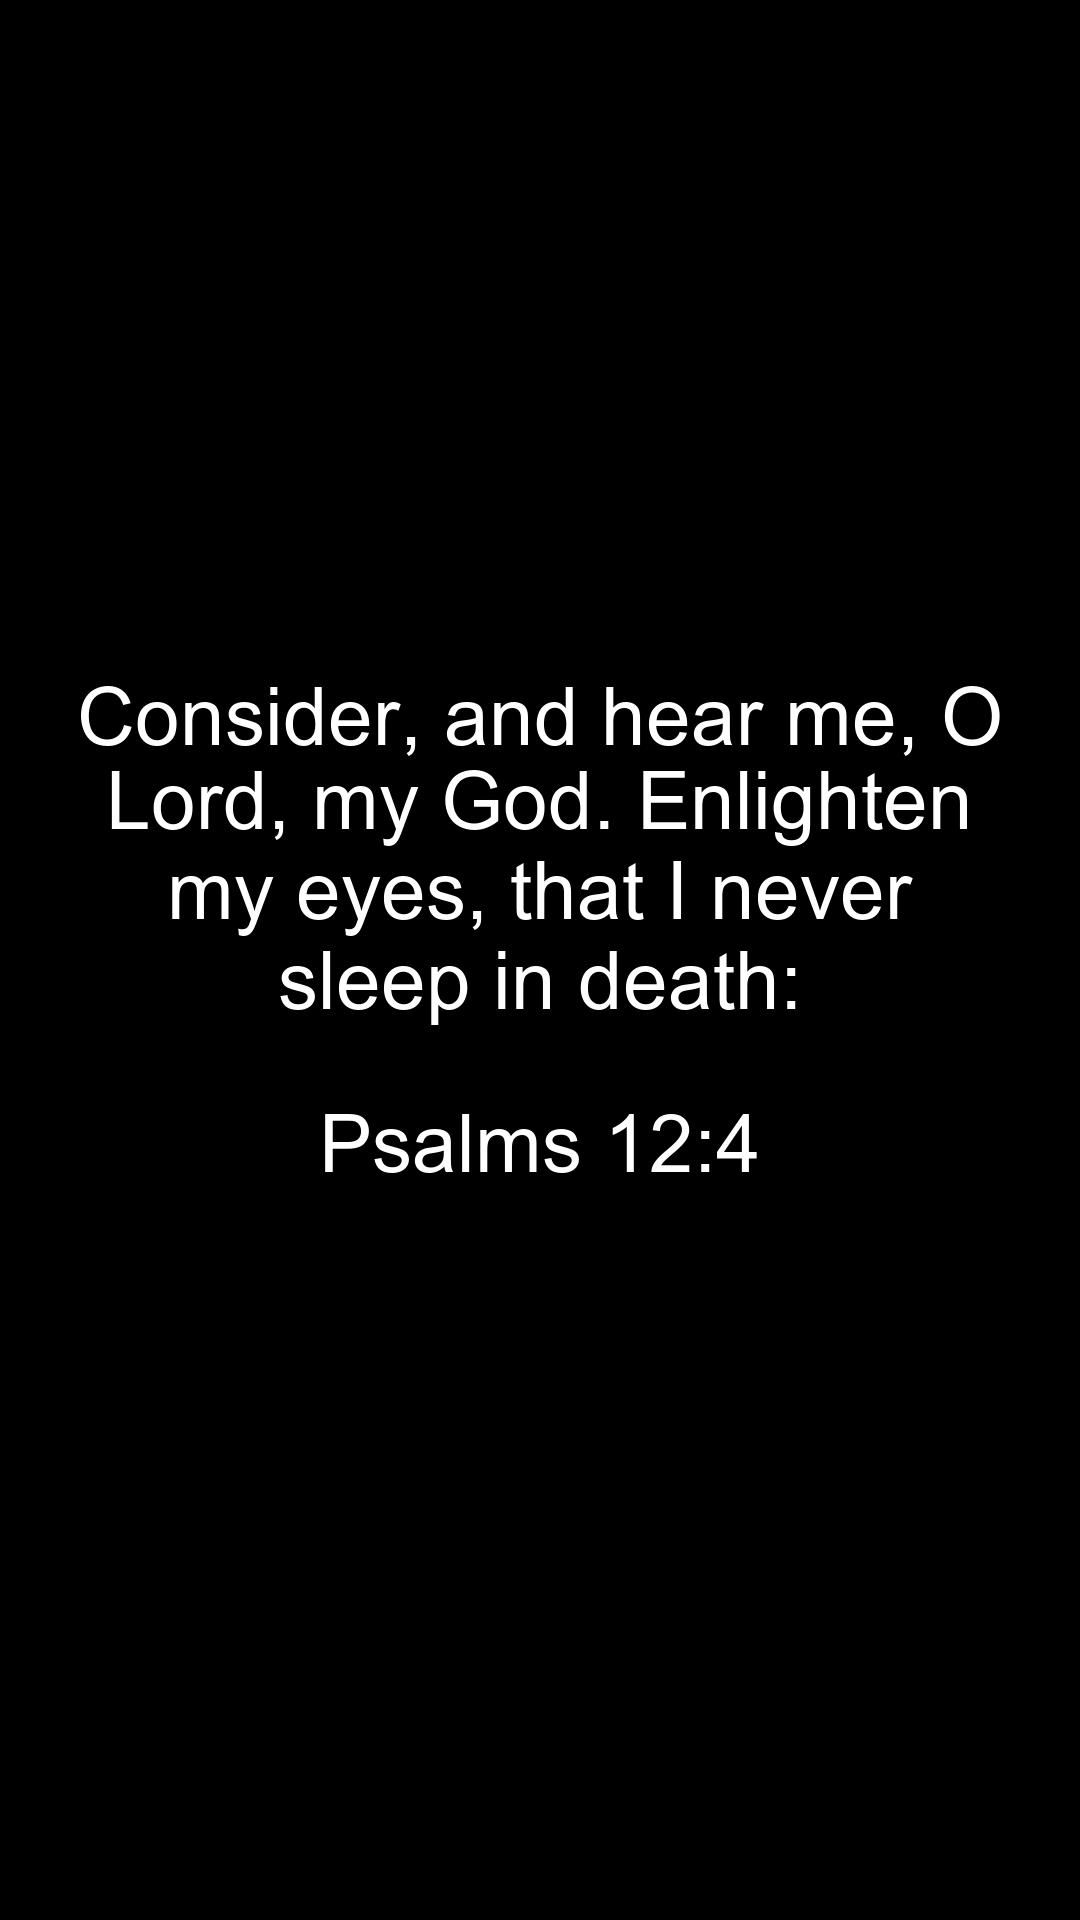 Consider, and hear me, O
Lord, my God. Enlighten
my eyes, that I never
sleep in death:
Psalms 12:4